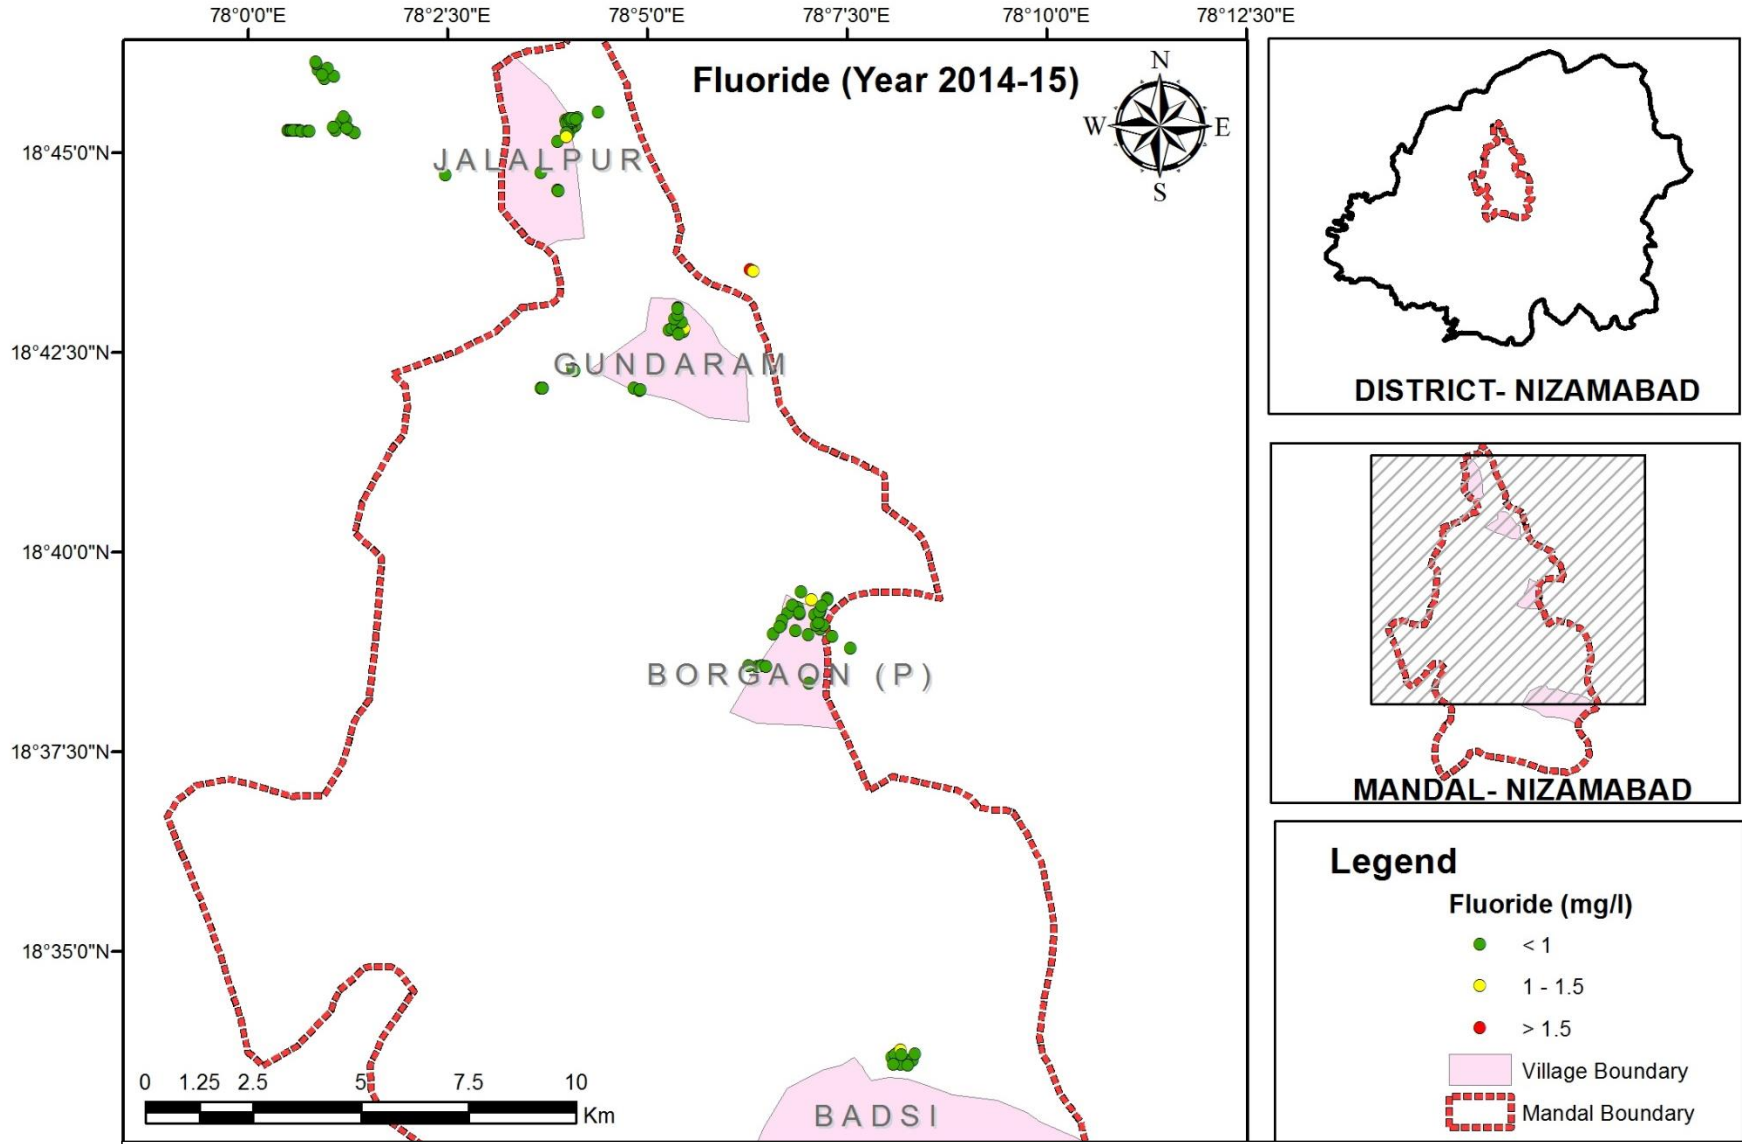 78°0'0"E 78°2'30"E 78°5'0"E 78°7'30"E 78°10'0"E 78°12'30"E
Fluoride (Year 2014-15)
N
W E
S
18°45'0"N
18°42'30"N
18°40'0"N
18°37'30"N
18°35'0"N
JALALPUR
GUNDARAM
BORGAON (P)
BADSI
0 1.25 2.5 5 7.5 10
Km
DISTRICT- NIZAMABAD
MANDAL- NIZAMABAD
Legend
Fluoride (mg/l)
< 1
1 - 1.5
> 1.5
Village Boundary
Mandal Boundary